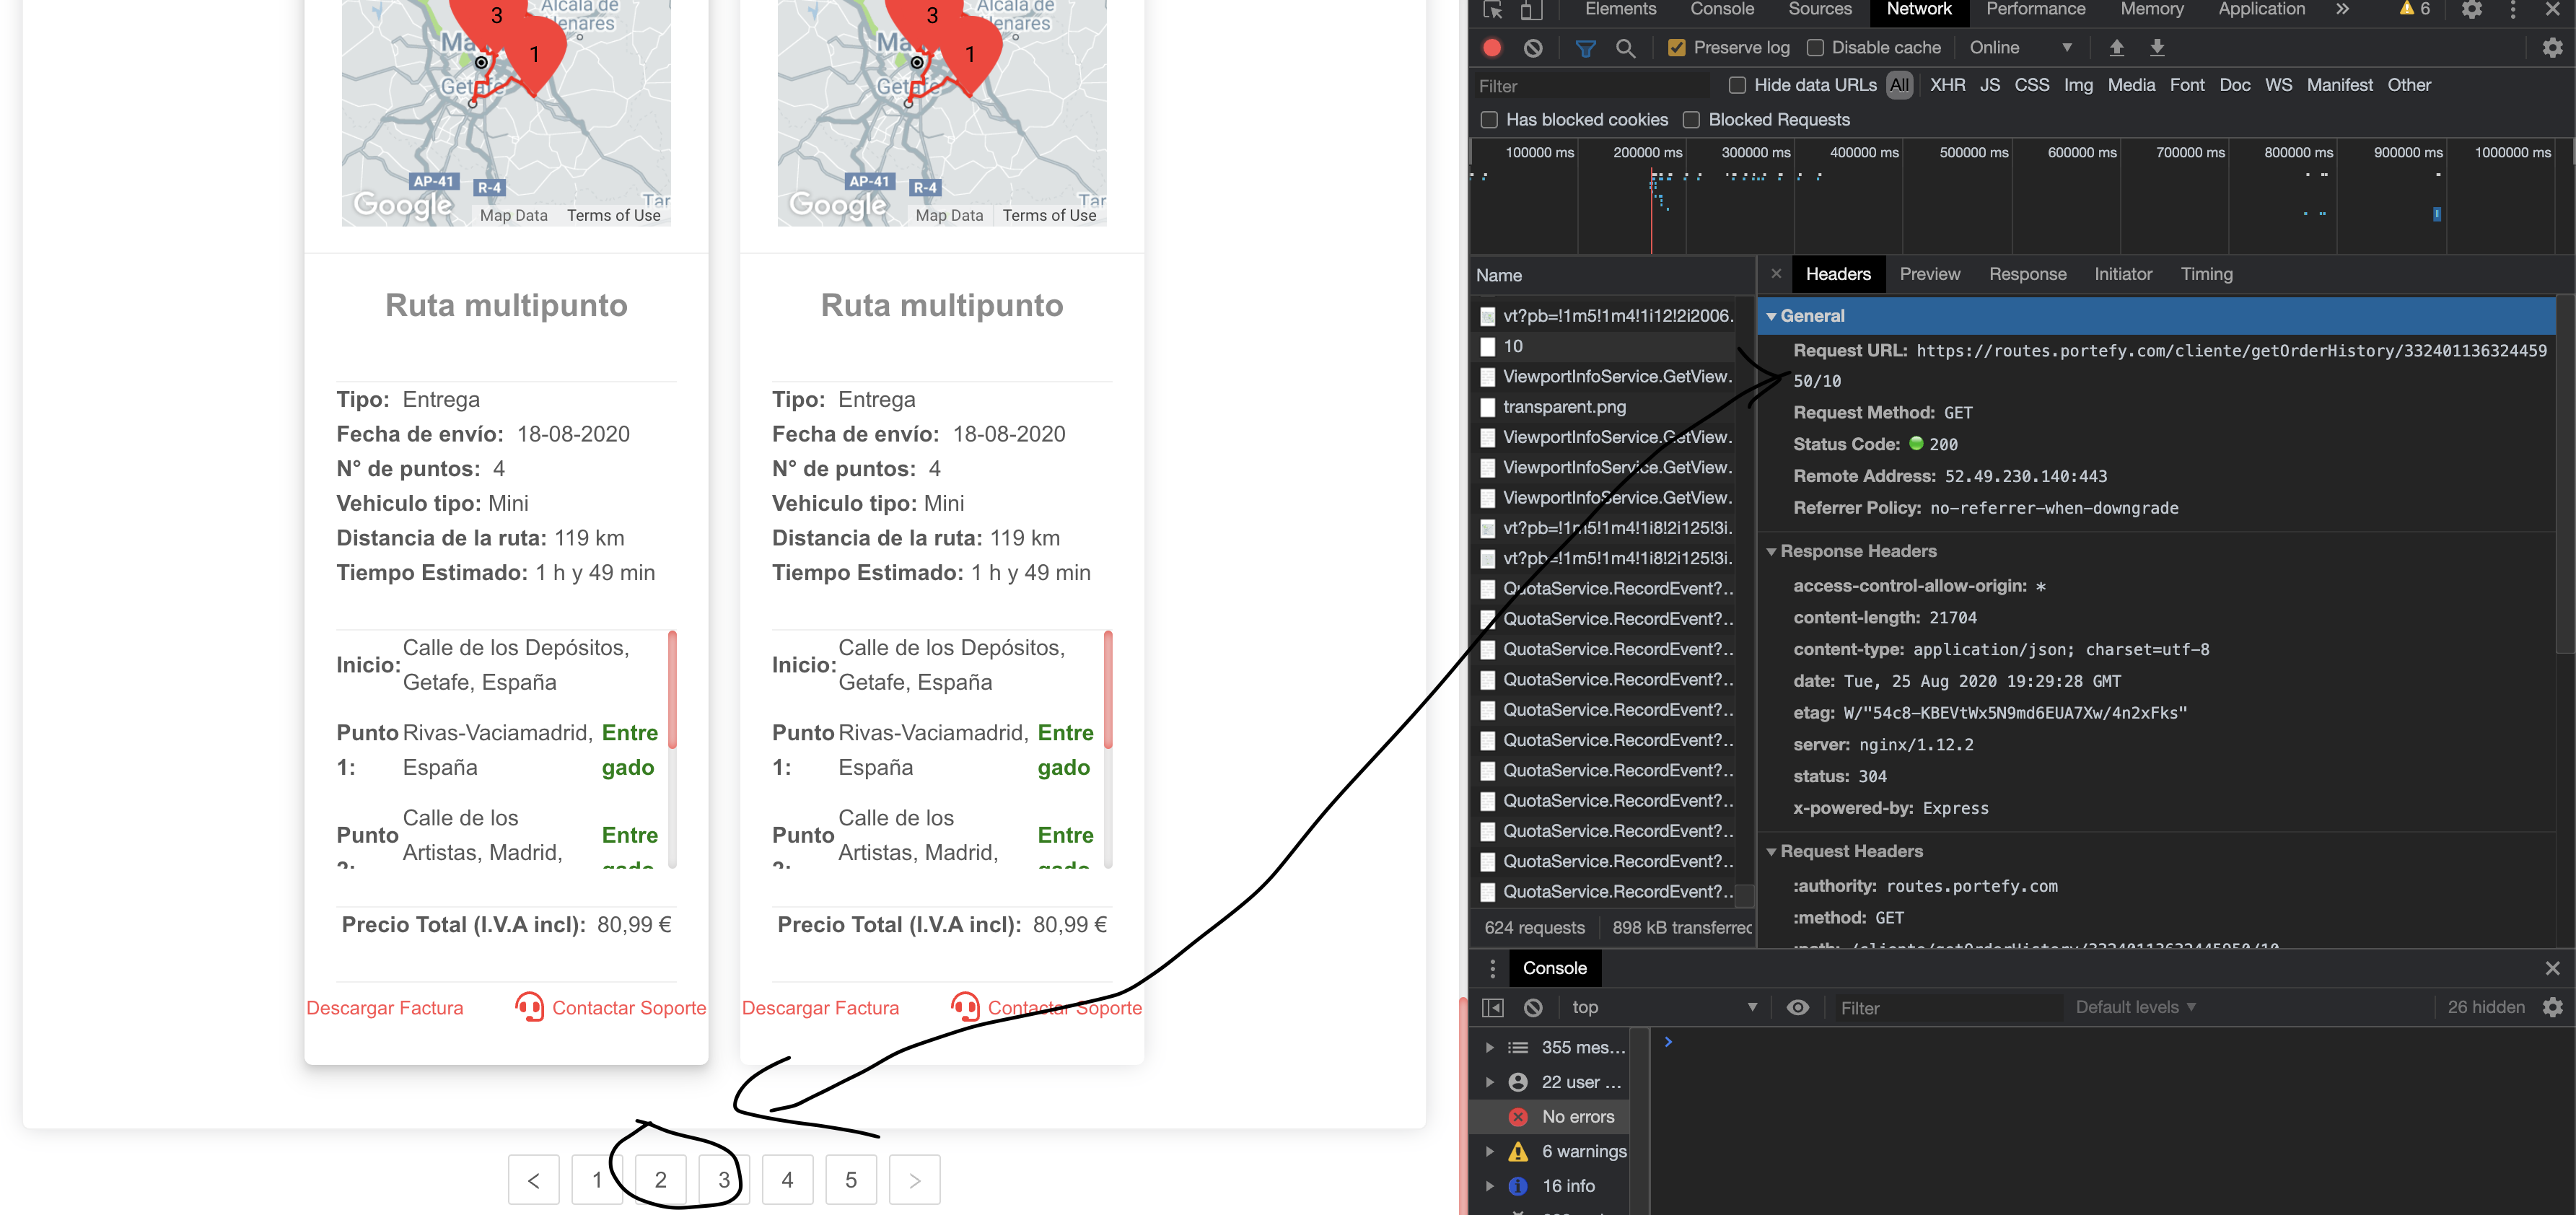 3
Alcalá de
Henares
1
Getafe
AP-41
R-4
Google
Map Data
Terms of Use
Ruta multipunto
Tipo: Entrega
Fecha de envío: 18-08-2020
N° de puntos: 4
Vehiculo tipo: Mini
Distancia de la ruta: 119 km
Tiempo Estimado: 1 h y 49 min
Inicio: Calle de los Depósitos,
Getafe, España
Punto Rivas-Vaciamadrid, Entre
1: España gado
Punto Calle de los Entre
2: Artistas, Madrid, gado
Precio Total (I.V.A incl): 80,99 €
Descargar Factura
Contactar Soporte
3
Alcalá de
Henares
1
Getafe
AP-41
R-4
Google
Map Data
Terms of Use
Ruta multipunto
Tipo: Entrega
Fecha de envío: 18-08-2020
N° de puntos: 4
Vehiculo tipo: Mini
Distancia de la ruta: 119 km
Tiempo Estimado: 1 h y 49 min
Inicio: Calle de los Depósitos,
Getafe, España
Punto Rivas-Vaciamadrid, Entre
1: España gado
Punto Calle de los Entre
2: Artistas, Madrid, gado
Precio Total (I.V.A incl): 80,99 €
Descargar Factura
Contactar Soporte
< 1 2 3 4 5 >
Elements Console Sources Network Performance Memory Application » 6
Preserve log Disable cache Online
Filter Hide data URLs All XHR JS CSS Img Media Font Doc WS Manifest Other
Has blocked cookies Blocked Requests
100000 ms 200000 ms 300000 ms 400000 ms 500000 ms 600000 ms 700000 ms 800000 ms 900000 ms 1000000 ms
Name
vt?pb=!1m5!1m4!1i12!2i2006.
10
ViewportInfoService.GetView.
transparent.png
ViewportInfoService.GetView.
ViewportInfoService.GetView.
ViewportInfoService.GetView.
vt?pb=!1m5!1m4!1i8!2i125!3i.
vt?pb=!1m5!1m4!1i8!2i125!3i.
QuotaService.RecordEvent?..
QuotaService.RecordEvent?..
QuotaService.RecordEvent?..
QuotaService.RecordEvent?..
QuotaService.RecordEvent?..
QuotaService.RecordEvent?..
QuotaService.RecordEvent?..
QuotaService.RecordEvent?..
QuotaService.RecordEvent?..
QuotaService.RecordEvent?..
QuotaService.RecordEvent?..
624 requests 898 kB transferred
× Headers Preview Response Initiator Timing
General
Request URL: https://routes.portefy.com/cliente/getOrderHistory/332401136324459
50/10
Request Method: GET
Status Code: 200
Remote Address: 52.49.230.140:443
Referrer Policy: no-referrer-when-downgrade
Response Headers
access-control-allow-origin: *
content-length: 21704
content-type: application/json; charset=utf-8
date: Tue, 25 Aug 2020 19:29:28 GMT
etag: W/"54c8-KBEVtWx5N9md6EUA7Xw/4n2xFks"
server: nginx/1.12.2
status: 304
x-powered-by: Express
Request Headers
:authority: routes.portefy.com
:method: GET
:path: /cliente/getOrderHistory/33240113632445950/10
Console
top Filter Default levels 26 hidden
355 mes...
22 user ...
No errors
6 warnings
16 info
>